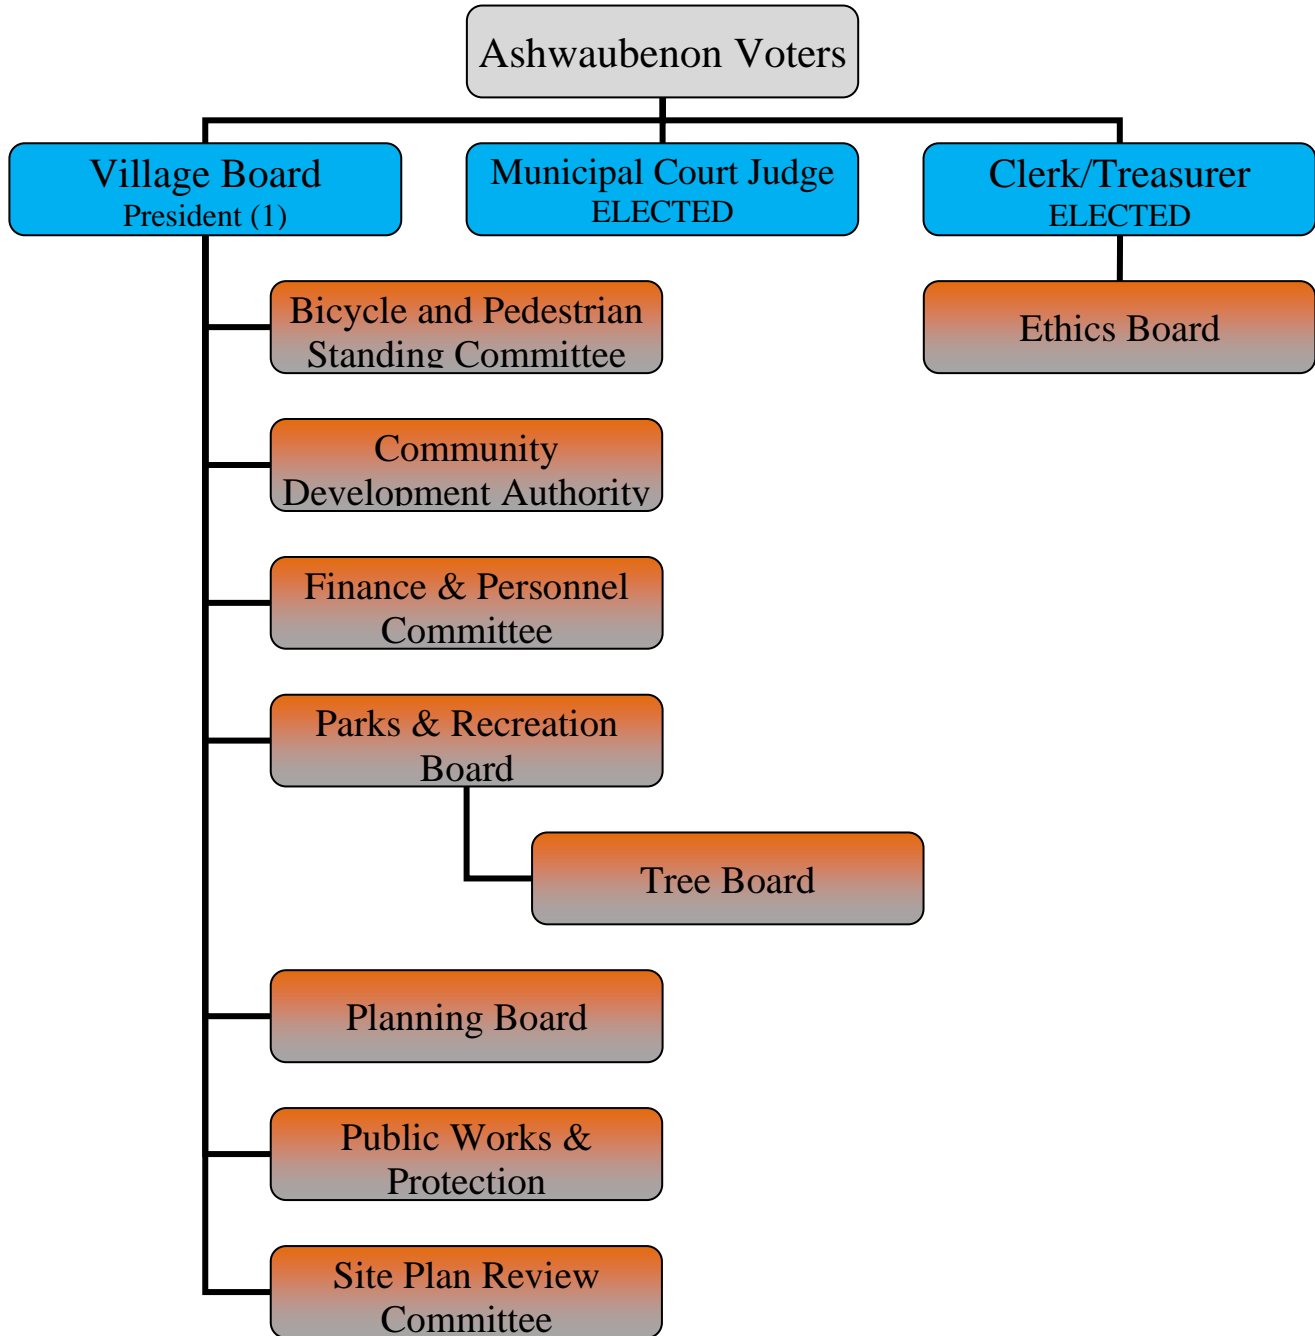 Ashwaubenon Voters
Village Board
President (1)
Municipal Court Judge
ELECTED
Clerk/Treasurer
ELECTED
Bicycle and Pedestrian
Standing Committee
Ethics Board
Community
Development Authority
Finance & Personnel
Committee
Parks & Recreation
Board
Tree Board
Planning Board
Public Works &
Protection
Site Plan Review
Committee